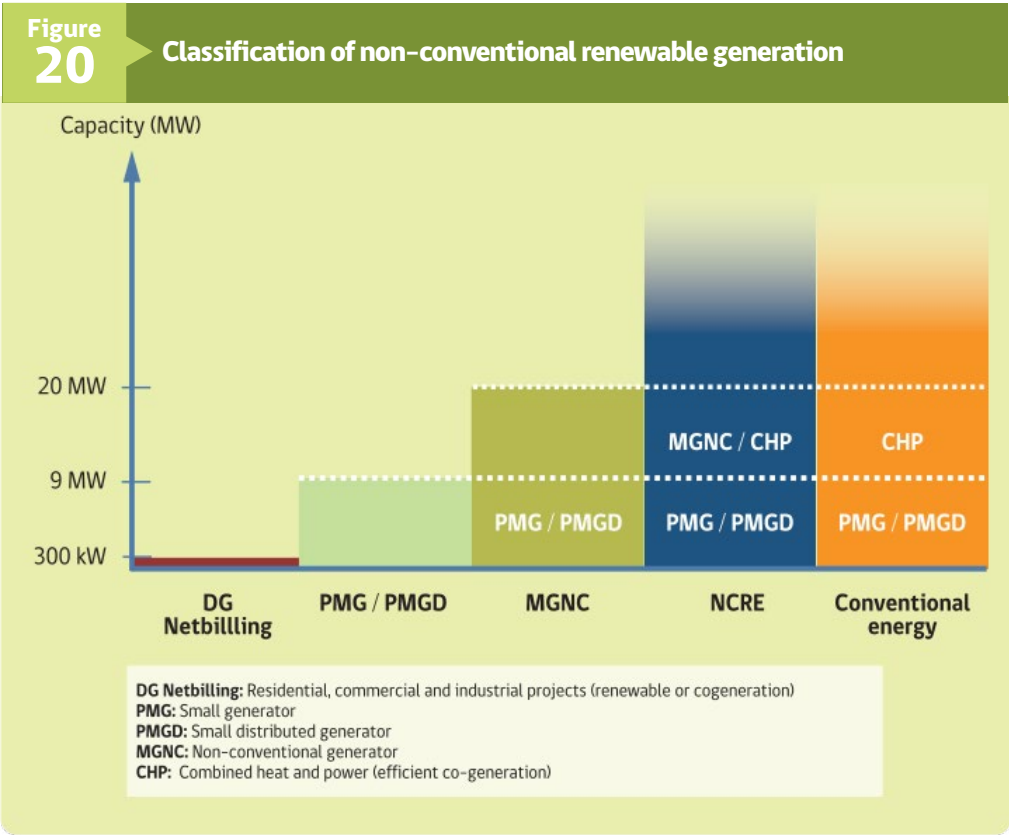 Figure
20
Classification of non-conventional renewable generation
Capacity (MW)
20 MW
MGNC / CHP
CHP
9 MW
PMG / PMGD
PMG / PMGD
PMG / PMGD
300 kW
DG
Netbillling
PMG / PMGD
MGNC
NCRE
Conventional
energy
DG Netbilling: Residential, commercial and industrial projects (renewable or cogeneration)
PMG: Small generator
PMGD: Small distributed generator
MGNC: Non-conventional generator
CHP: Combined heat and power (efficient co-generation)